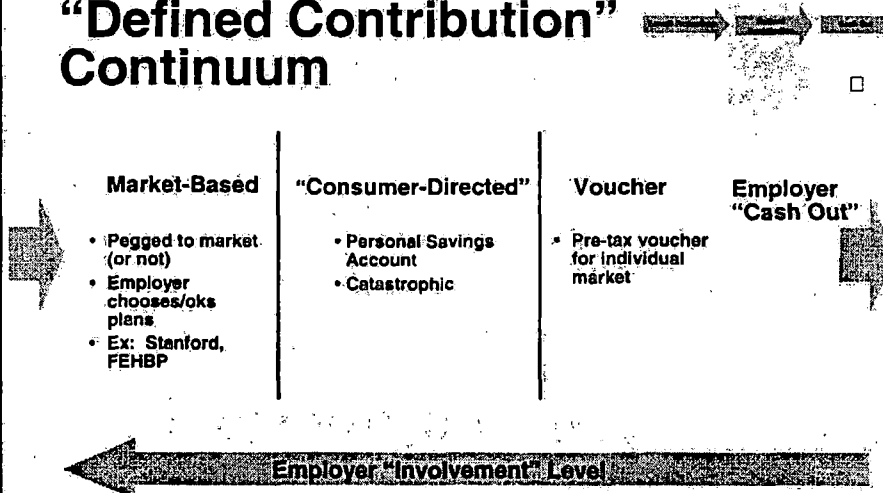 “Defined Contribution”
Continuum
Market-Based
• Pegged to market
(or not)
• Employer
chooses/oks
plans
• Ex: Stanford,
FEHBP
“Consumer-Directed”
• Personal Savings
Account
• Catastrophic
Voucher
• Pre-tax voucher
for individual
market
Employer
“Cash Out”
Employer “Involvement” Level